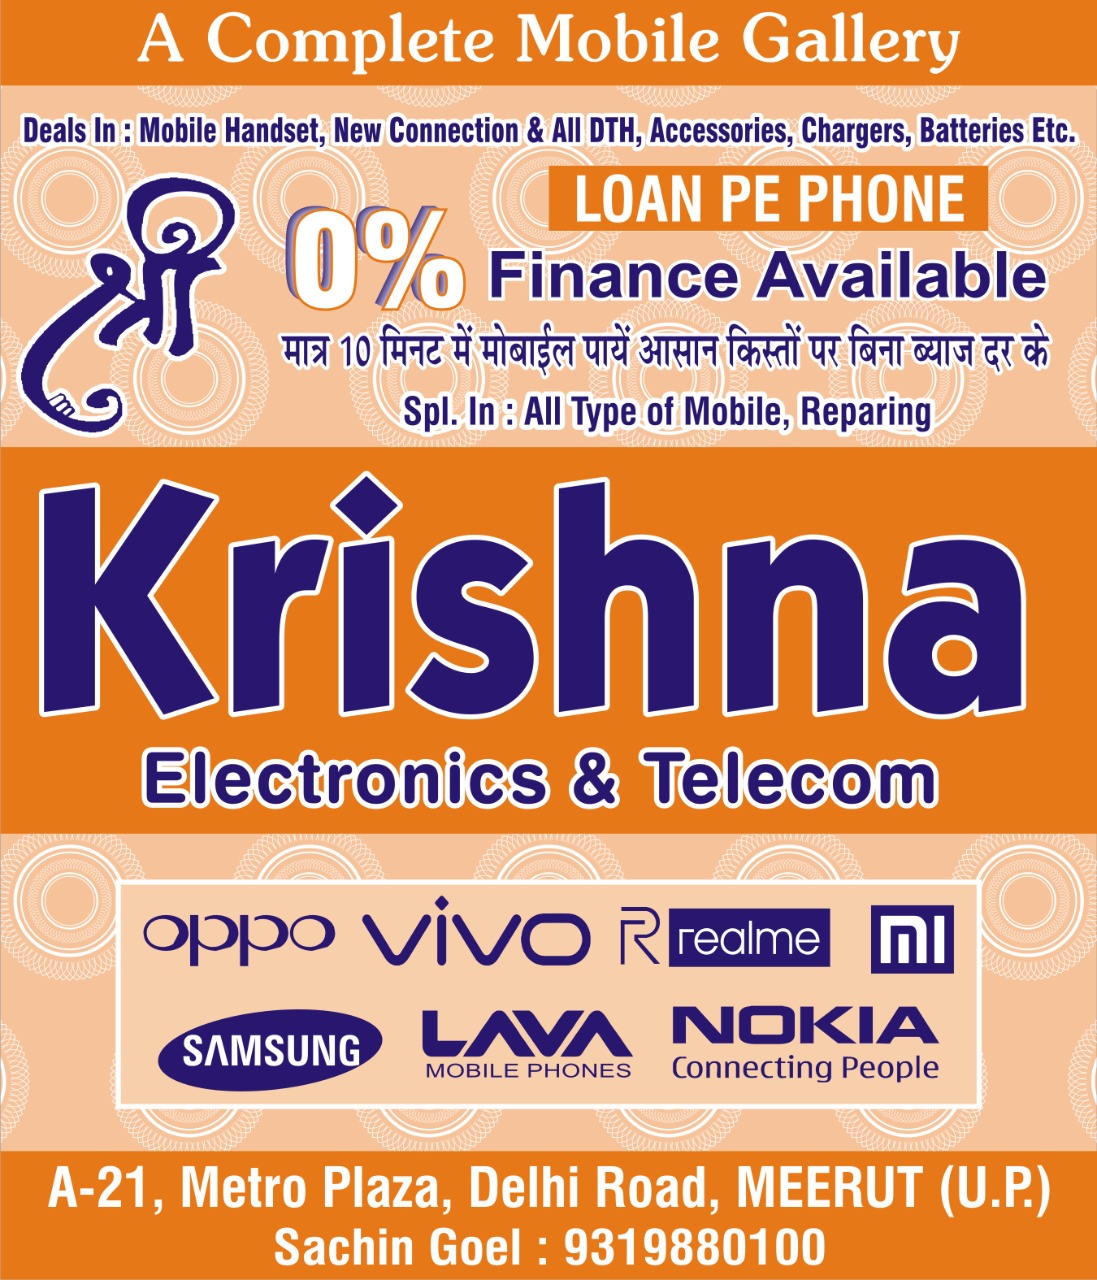 A Complete Mobile Gallery
Deals In : Mobile Handset, New Connection & All DTH, Accessories, Chargers, Batteries Etc.
श्री
LOAN PE PHONE
0% Finance Available
मात्र 10 मिनट में मोबाईल पायें आसान किस्तों पर बिना ब्याज दर के
Spl. In : All Type of Mobile, Reparing
Krishna
Electronics & Telecom
oppo vivo R realme mi
SAMSUNG LAVA NOKIA
MOBILE PHONES Connecting People
A-21, Metro Plaza, Delhi Road, MEERUT (U.P.)
Sachin Goel : 9319880100